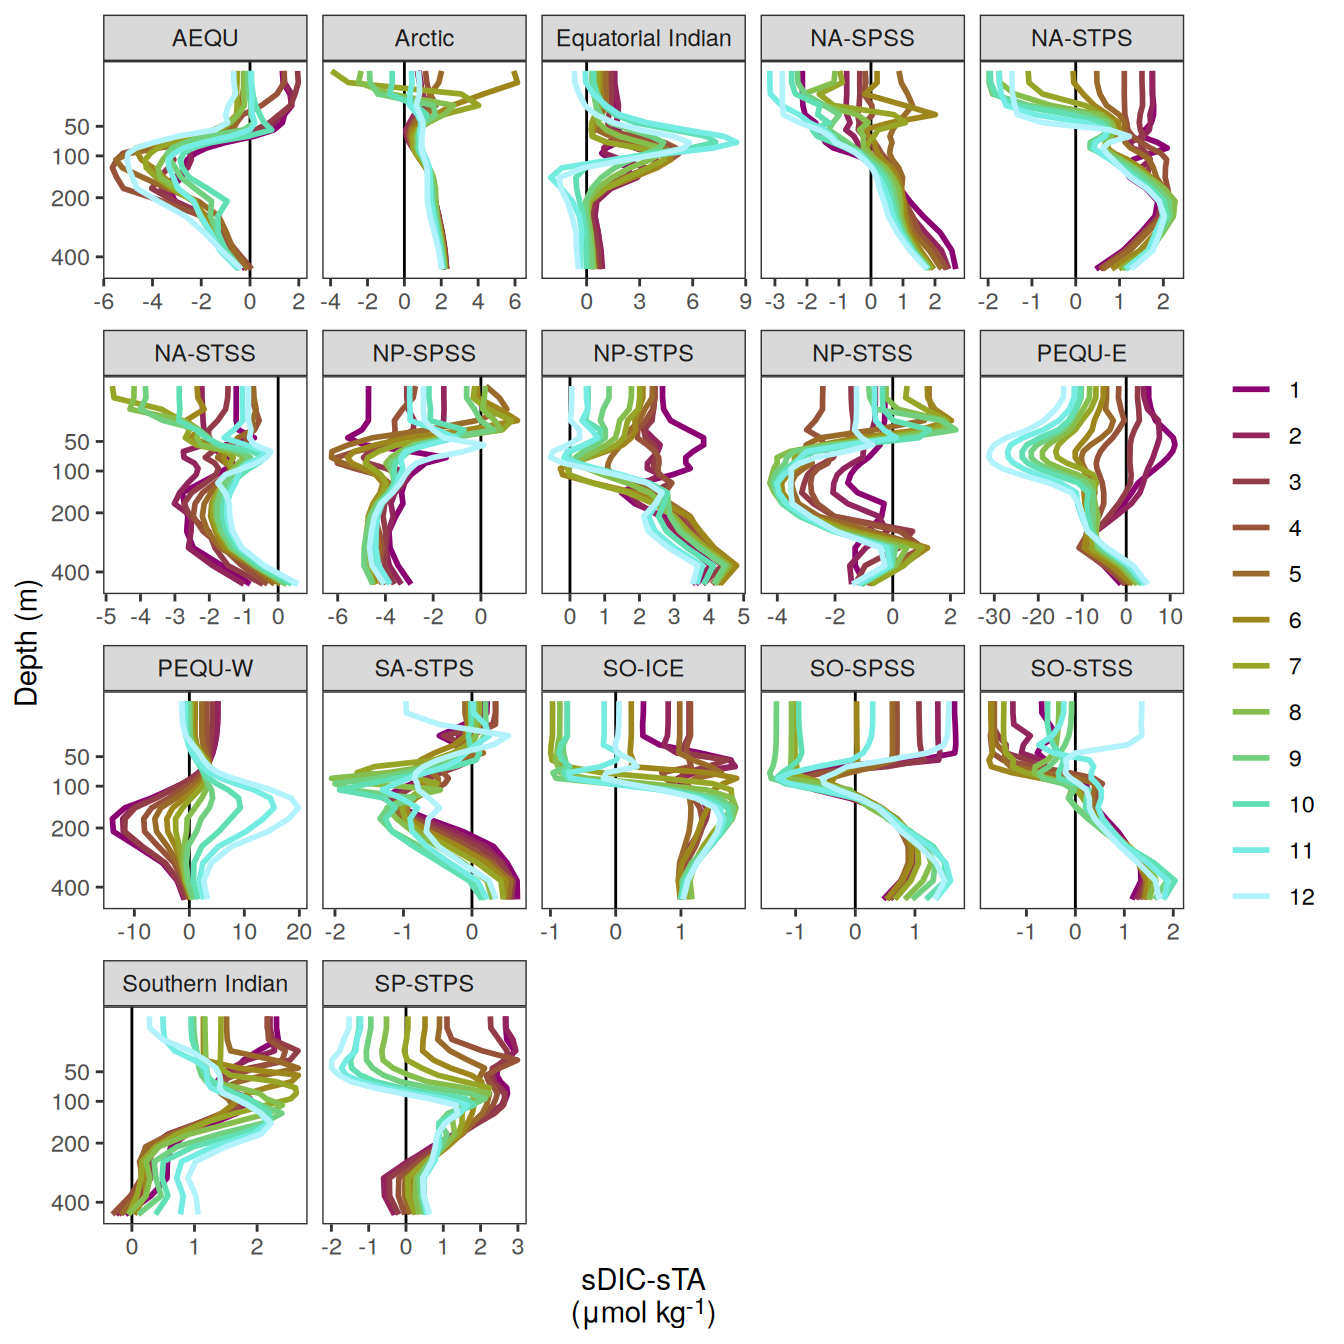 AEQU Arctic Equatorial Indian NA-SPSS NA-STPS
50
100
200
400
-6 -4 -2 0 2 -4 -2 0 2 4 6 0 3 6 9 -3 -2 -1 0 1 2 -2 -1 0 1 2
NA-STSS NP-SPSS NP-STPS NP-STSS PEQU-E
50
100
200
400
-5 -4 -3 -2 -1 0 -6 -4 -2 0 0 1 2 3 4 5 -4 -2 0 2 -30 -20 -10 0 10
PEQU-W SA-STPS SO-ICE SO-SPSS SO-STSS
50
100
200
400
-10 0 10 20 -2 -1 0 -1 0 1 -1 0 1 -1 0 1 2
Southern Indian SP-STPS
50
100
200
400
0 1 2 -2 -1 0 1 2 3
Depth (m)
sDIC-sTA
(μmol kg⁻¹)
1
2
3
4
5
6
7
8
9
10
11
12